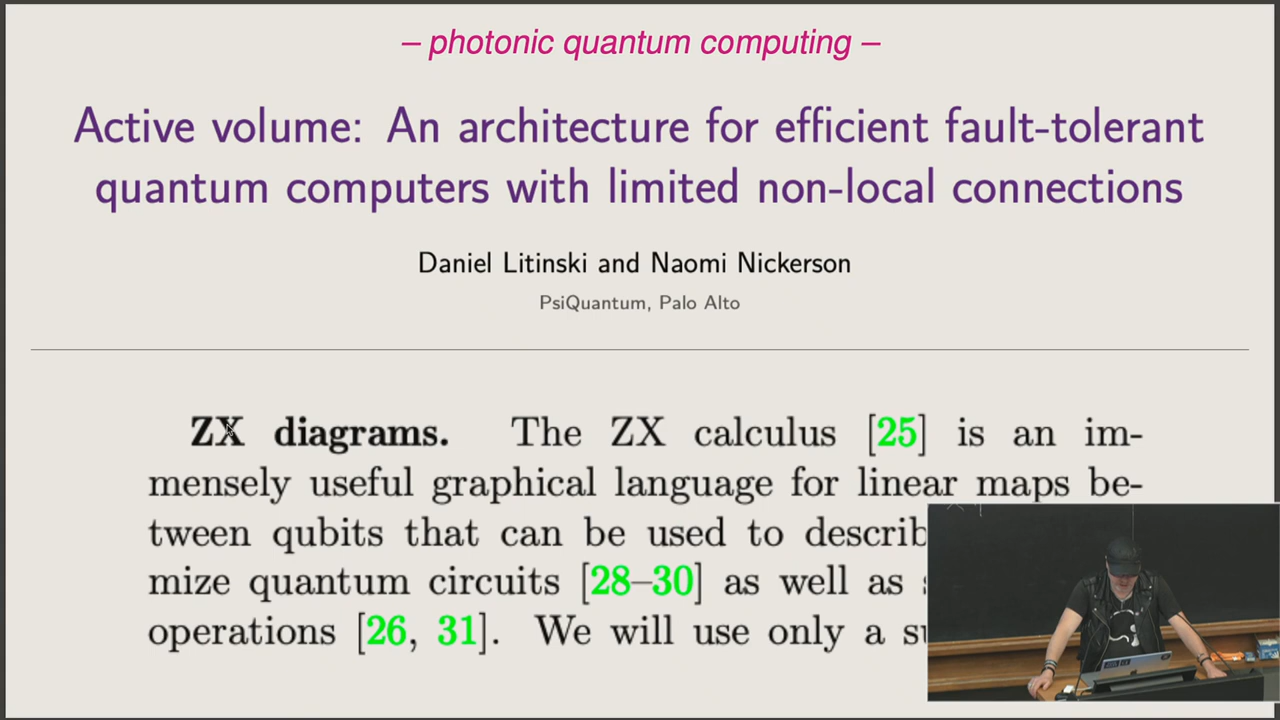 – photonic quantum computing –
Active volume: An architecture for efficient fault-tolerant
quantum computers with limited non-local connections
Daniel Litinski and Naomi Nickerson
PsiQuantum, Palo Alto
ZX diagrams. The ZX calculus [25] is an im-
mensely useful graphical language for linear maps be-
tween qubits that can be used to describ
mize quantum circuits [28–30] as well as
operations [26, 31]. We will use only a